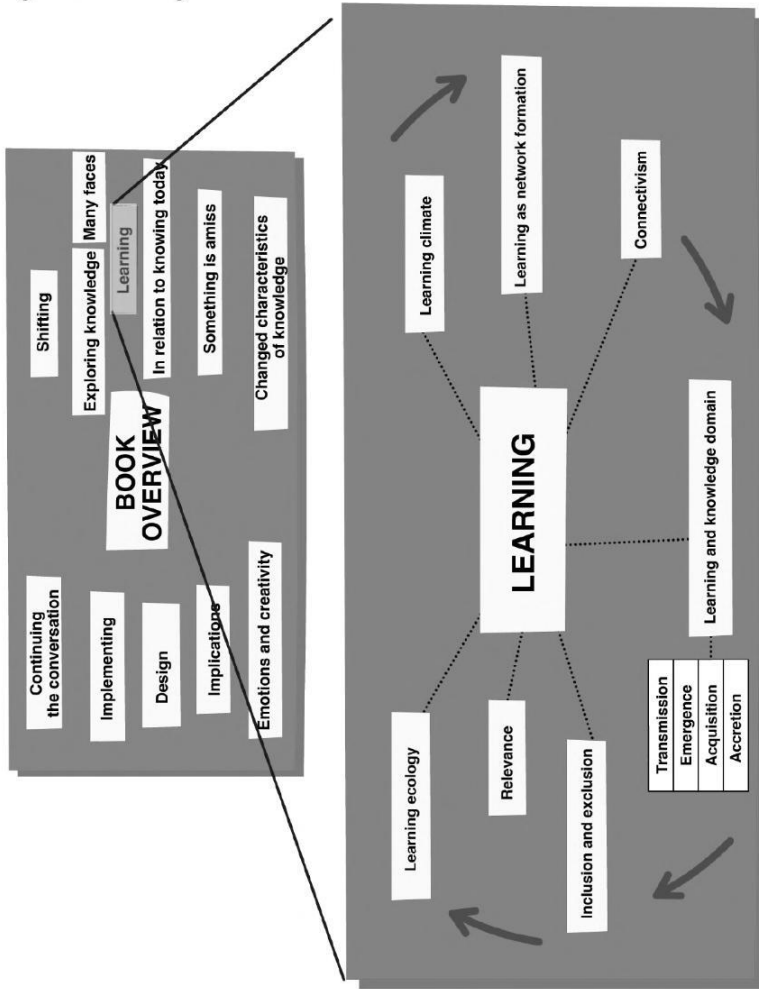 Continuing
the conversation
Implementing
Design
Implications
Emotions and creativity
BOOK
OVERVIEW
Shifting
Exploring knowledge
Many faces
Learning
In relation to knowing today
Something is amiss
Changed characteristics
of knowledge
LEARNING
Learning climate
Learning as network formation
Connectivism
Learning and knowledge domain
Transmission
Emergence
Acquisition
Accretion
Inclusion and exclusion
Relevance
Learning ecology